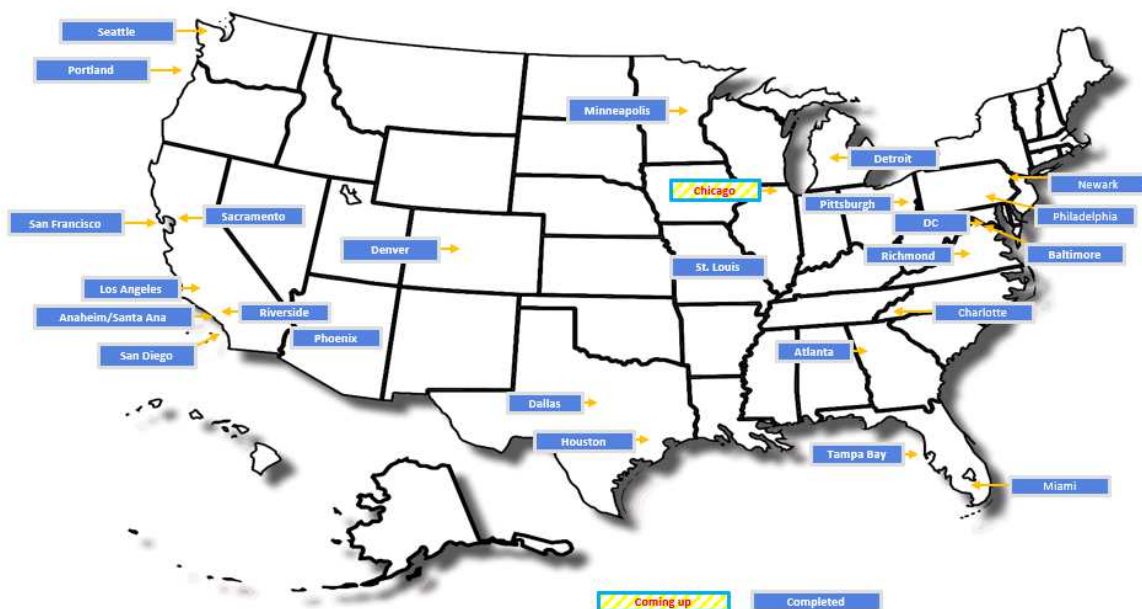 Seattle
Portland
Minneapolis
Detroit
Chicago
Newark
Pittsburgh
Philadelphia
San Francisco
Sacramento
DC
Denver
Richmond
Baltimore
St. Louis
Los Angeles
Riverside
Anaheim/Santa Ana
Charlotte
Phoenix
San Diego
Atlanta
Dallas
Houston
Tampa Bay
Miami
Coming up
Completed